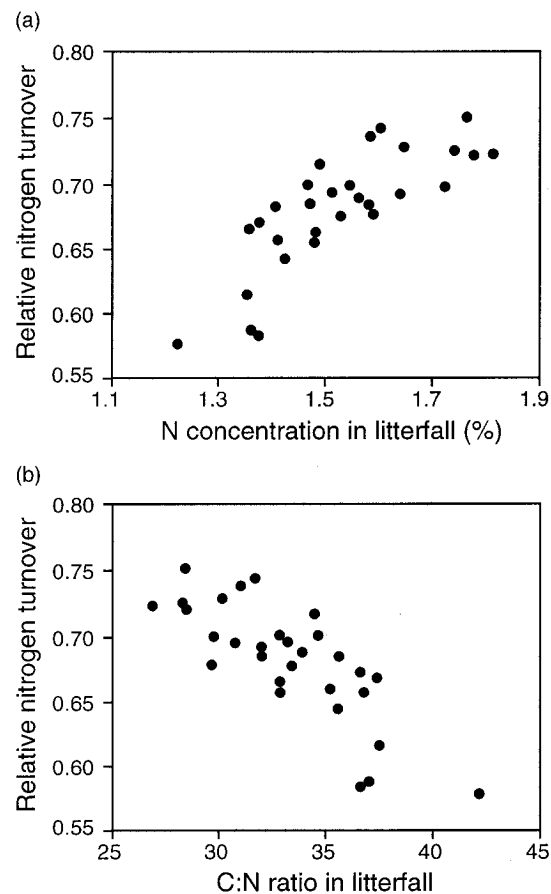 (a)
0.80
0.75
0.70
0.65
0.60
0.55
Relative nitrogen turnover
1.1 1.3 1.5 1.7 1.9
N concentration in litterfall (%)
(b)
0.80
0.75
0.70
0.65
0.60
0.55
Relative nitrogen turnover
25 30 35 40 45
C:N ratio in litterfall